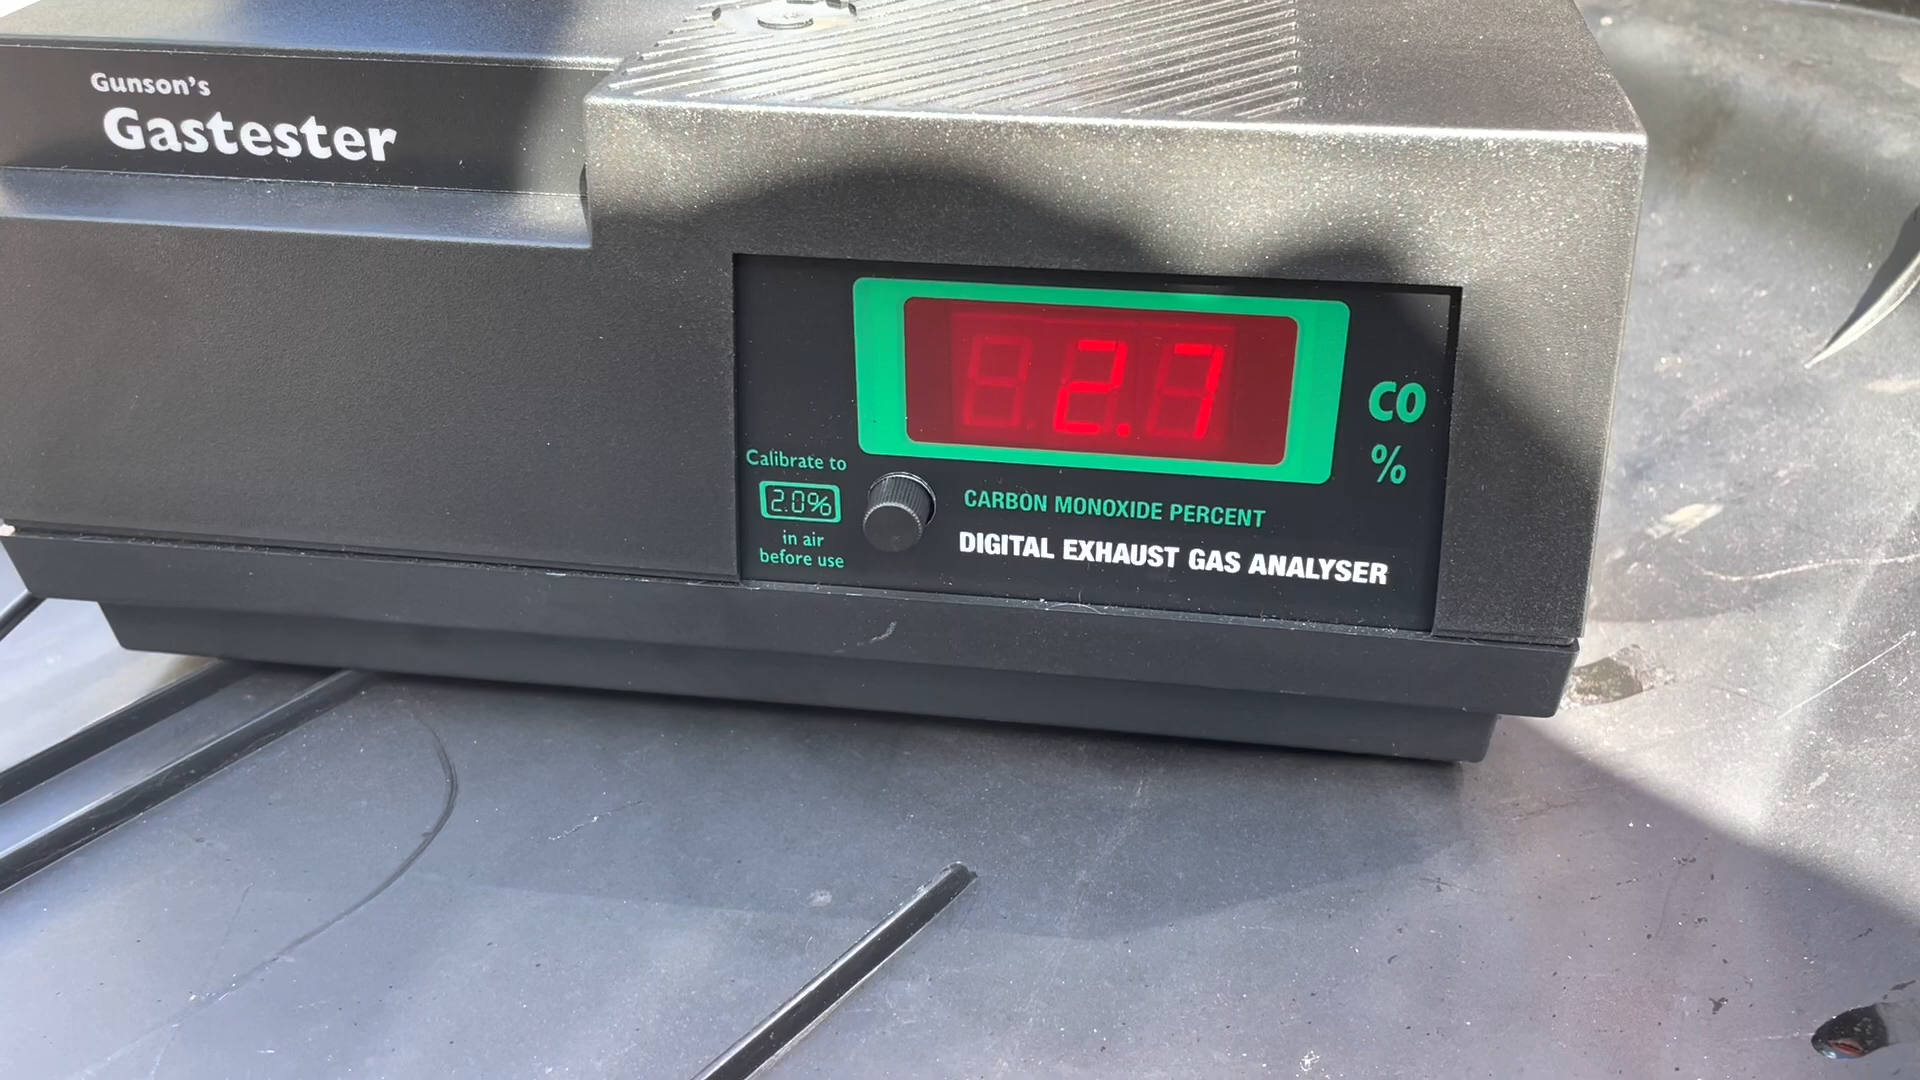 Gunson's
Gastester
2.7
CO
%
Calibrate to
2.0%
in air
before use
CARBON MONOXIDE PERCENT
DIGITAL EXHAUST GAS ANALYSER